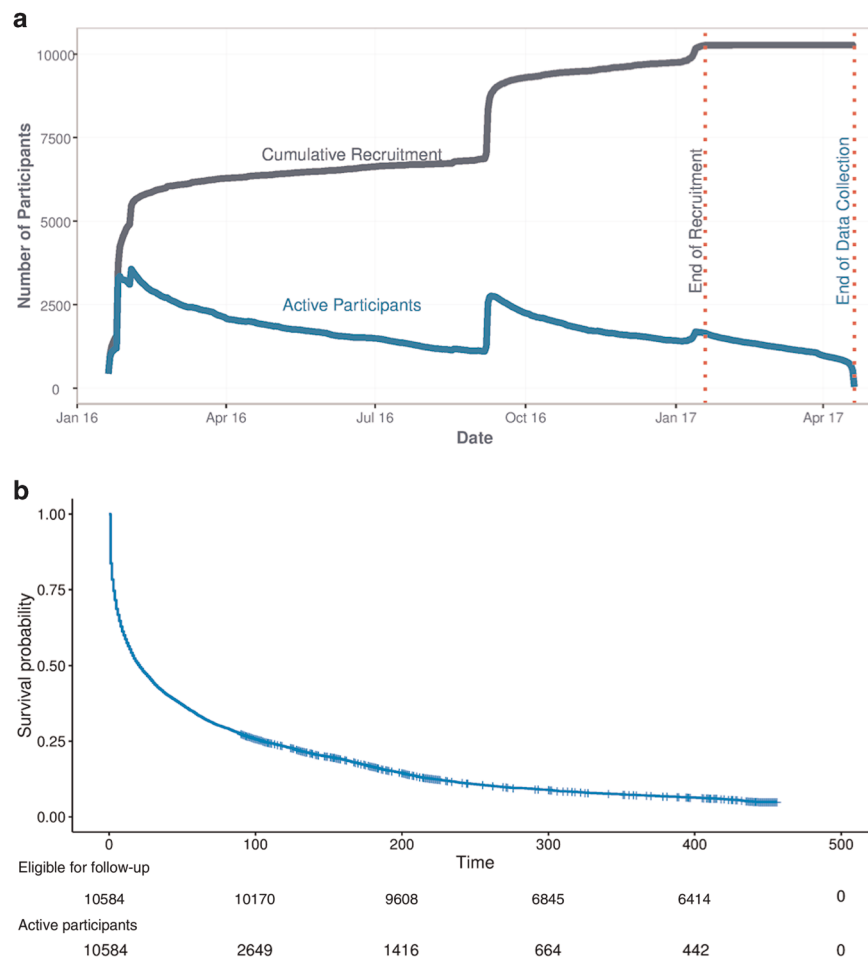 a
Number of Participants
10000
7500
5000
2500
0
Cumulative Recruitment
Active Participants
End of Recruitment
End of Data Collection
Jan 16 Apr 16 Jul 16 Oct 16 Jan 17 Apr 17
Date
b
Survival probability
1.00
0.75
0.50
0.25
0.00
0 100 200 300 400 500
Time
Eligible for follow-up
10584 10170 9608 6845 6414 0
Active participants
10584 2649 1416 664 442 0